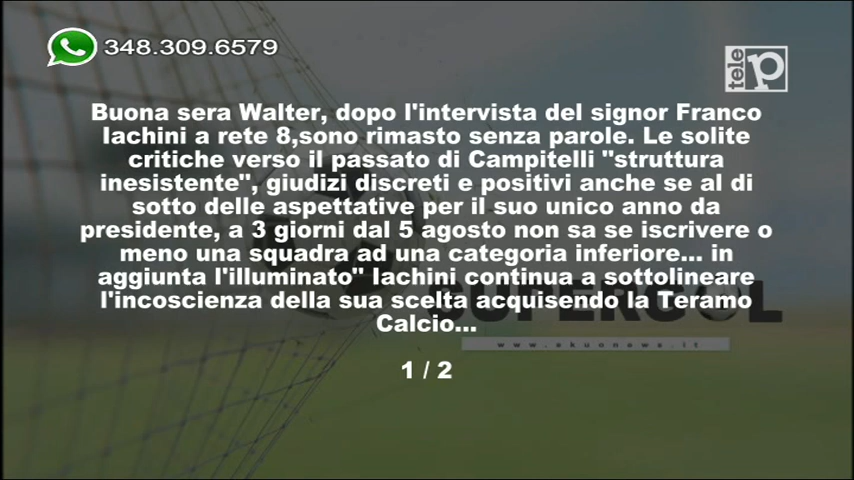 348.309.6579
tele p
Buona sera Walter, dopo l'intervista del signor Franco
Iachini a rete 8,sono rimasto senza parole. Le solite
critiche verso il passato di Campitelli "struttura
inesistente", giudizi discreti e positivi anche se al di
sotto delle aspettative per il suo unico anno da
presidente, a 3 giorni dal 5 agosto non sa se iscrivere o
meno una squadra ad una categoria inferiore... in
aggiunta l'illuminato" Iachini continua a sottolineare
l'incoscienza della sua scelta acquisendo la Teramo
Calcio...
SUPERGOL
www.ekuonews.it
1 / 2